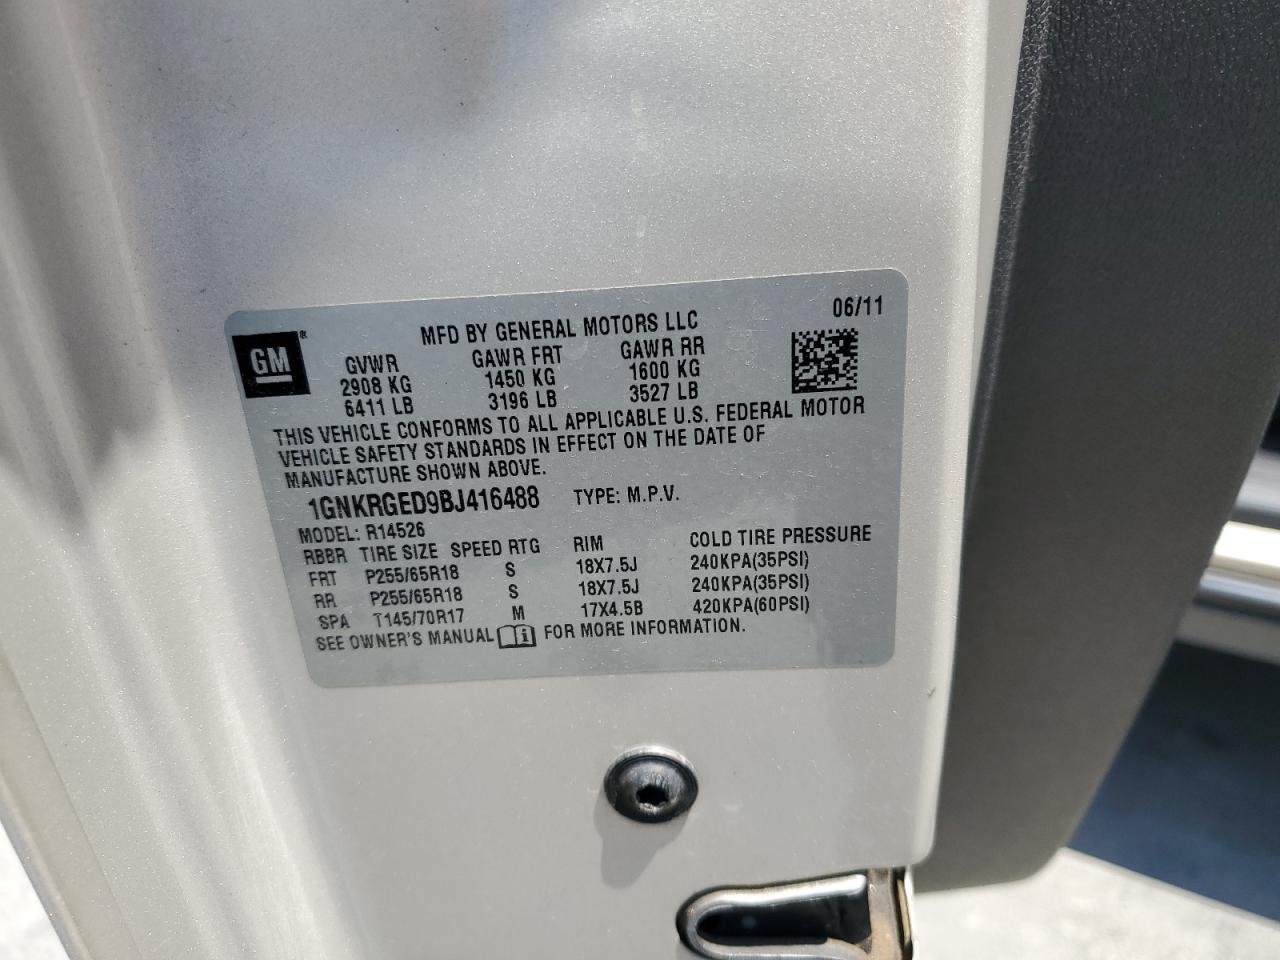 06/11
GM ®
MFD BY GENERAL MOTORS LLC
GVWR GAWR FRT GAWR RR
2908 KG 1450 KG 1600 KG
6411 LB 3196 LB 3527 LB
THIS VEHICLE CONFORMS TO ALL APPLICABLE U.S. FEDERAL MOTOR
VEHICLE SAFETY STANDARDS IN EFFECT ON THE DATE OF
MANUFACTURE SHOWN ABOVE.
1GNKRGED9BJ416488 TYPE: M.P.V.
MODEL: R14526
RBBR TIRE SIZE SPEED RTG RIM COLD TIRE PRESSURE
FRT P255/65R18 S 18X7.5J 240KPA(35PSI)
RR P255/65R18 S 18X7.5J 240KPA(35PSI)
SPA T145/70R17 M 17X4.5B 420KPA(60PSI)
SEE OWNER'S MANUAL i FOR MORE INFORMATION.